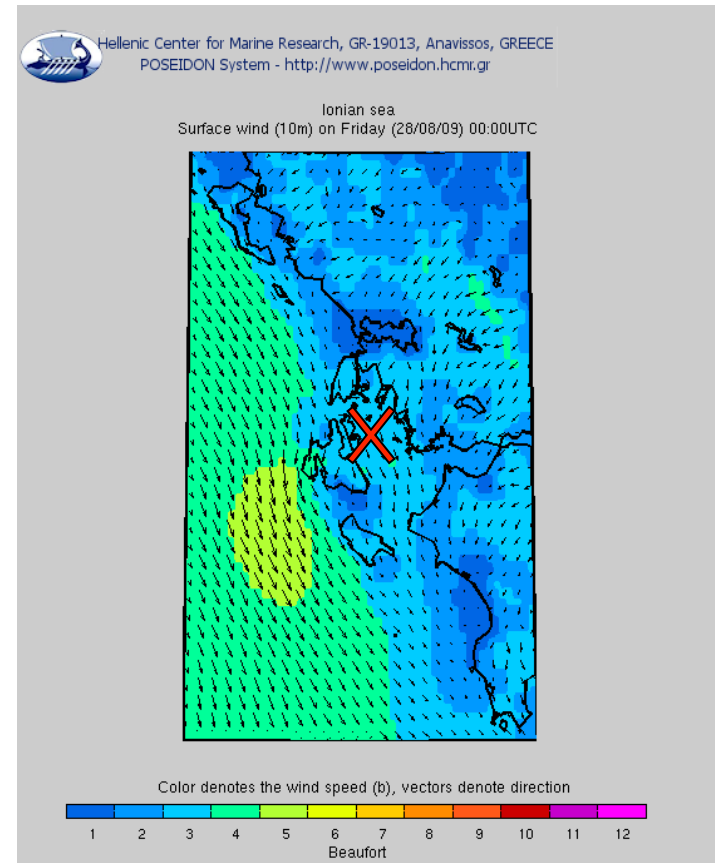 Hellenic Center for Marine Research, GR-19013, Anavissos, GREECE
POSEIDON System - http://www.poseidon.hcmr.gr
Ionian sea
Surface wind (10m) on Friday (28/08/09) 00:00UTC
Color denotes the wind speed (b), vectors denote direction
1 2 3 4 5 6 7 8 9 10 11 12
Beaufort